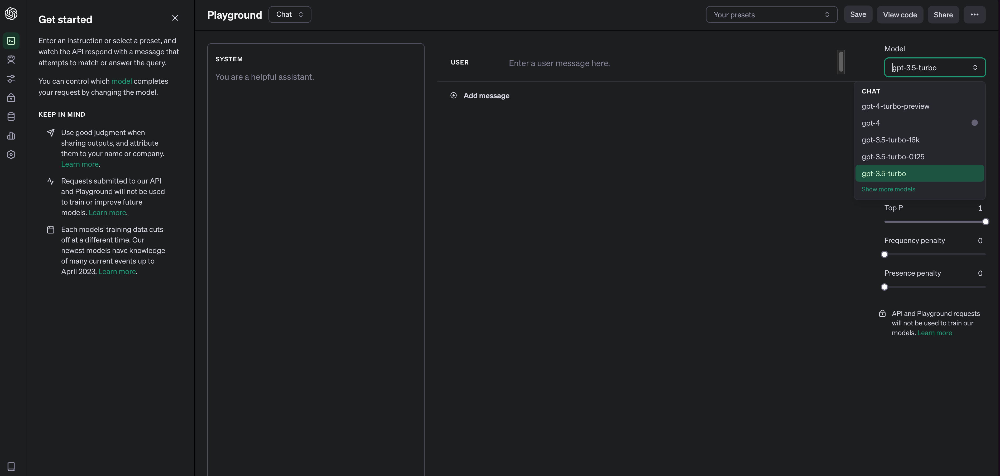 Get started
Enter an instruction or select a preset, and
watch the API respond with a message that
attempts to match or answer the query.
You can control which model completes
your request by changing the model.
KEEP IN MIND
Use good judgment when
sharing outputs, and attribute
them to your name or company.
Learn more.
Requests submitted to our API
and Playground will not be used
to train or improve future
models. Learn more.
Each models' training data cuts
off at a different time. Our
newest models have knowledge
of many current events up to
April 2023. Learn more.
Playground
Chat
Your presets
Save
View code
Share
SYSTEM
You are a helpful assistant.
USER
Enter a user message here.
Add message
Model
gpt-3.5-turbo
CHAT
gpt-4-turbo-preview
gpt-4
gpt-3.5-turbo-16k
gpt-3.5-turbo-0125
gpt-3.5-turbo
Show more models
Top P 1
Frequency penalty 0
Presence penalty 0
API and Playground requests
will not be used to train our
models. Learn more